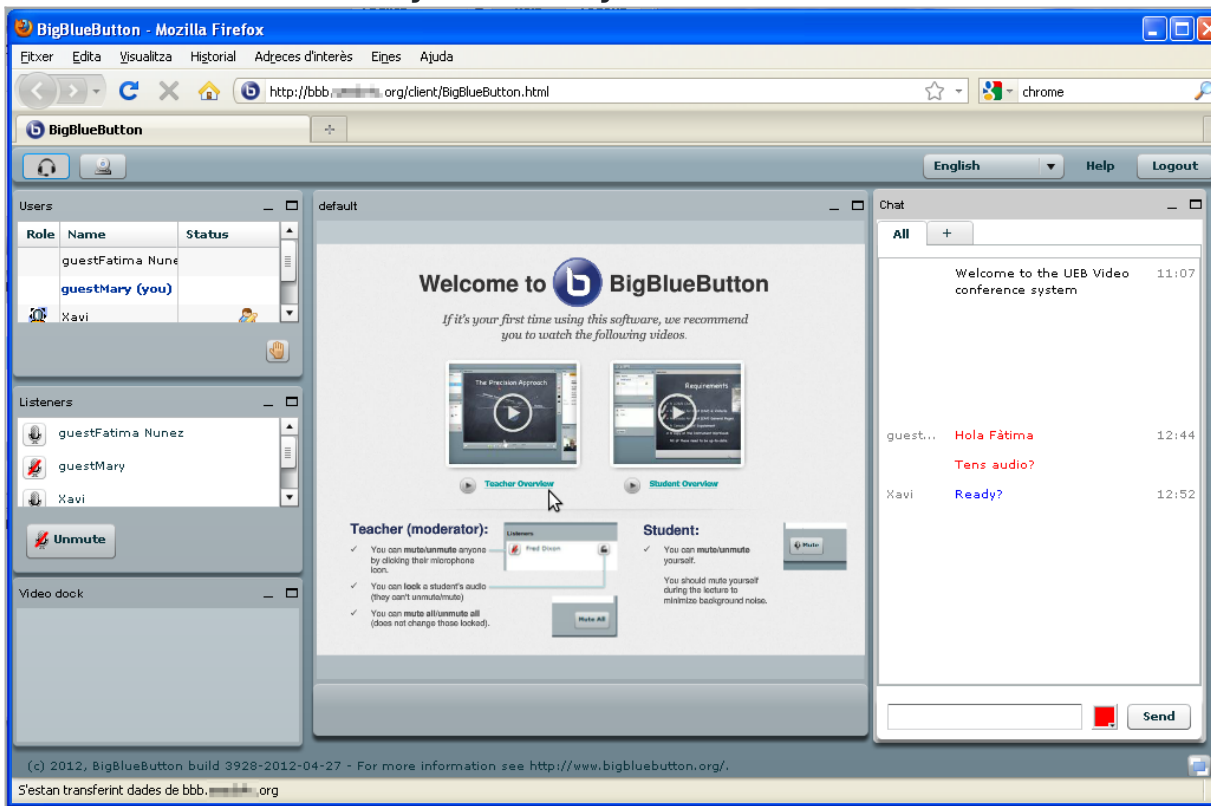 BigBlueButton - Mozilla Firefox
Fitxer Edita Visualitza Historial Adreces d'interès Eines Ajuda
http://bbb. .org/client/BigBlueButton.html
chrome
BigBlueButton
English Help Logout
Users
Role Name Status
guestFatima Nune
guestMary (you)
Xavi
Listeners
guestFatima Nunez
guestMary
Xavi
Unmute
Video dock
default
Welcome to b BigBlueButton
If it's your first time using this software, we recommend
you to watch the following videos.
The Precision Approach
Requirements
Teacher Overview
Student Overview
Teacher (moderator):
You can mute/unmute anyone
by clicking their microphone
icon.
You can lock a student's audio
(they can't unmute/mute)
You can mute all/unmute all
(does not change those locked).
Listeners
Fred Dixon
Mute All
Student:
You can mute/unmute
yourself.
You should mute yourself
during the lecture to
minimize background noise.
Mute
Chat
All +
Welcome to the UEB Video 11:07
conference system
guest... Hola Fàtima 12:44
Tens audio?
Xavi Ready? 12:52
Send
(c) 2012, BigBlueButton build 3928-2012-04-27 - For more information see http://www.bigbluebutton.org/.
S'estan transferint dades de bbb. .org